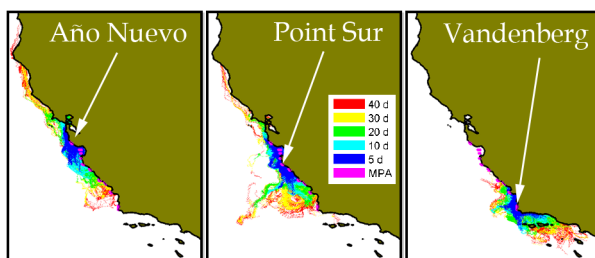 Año Nuevo
Point Sur
Vandenberg
40 d
30 d
20 d
10 d
5 d
MPA